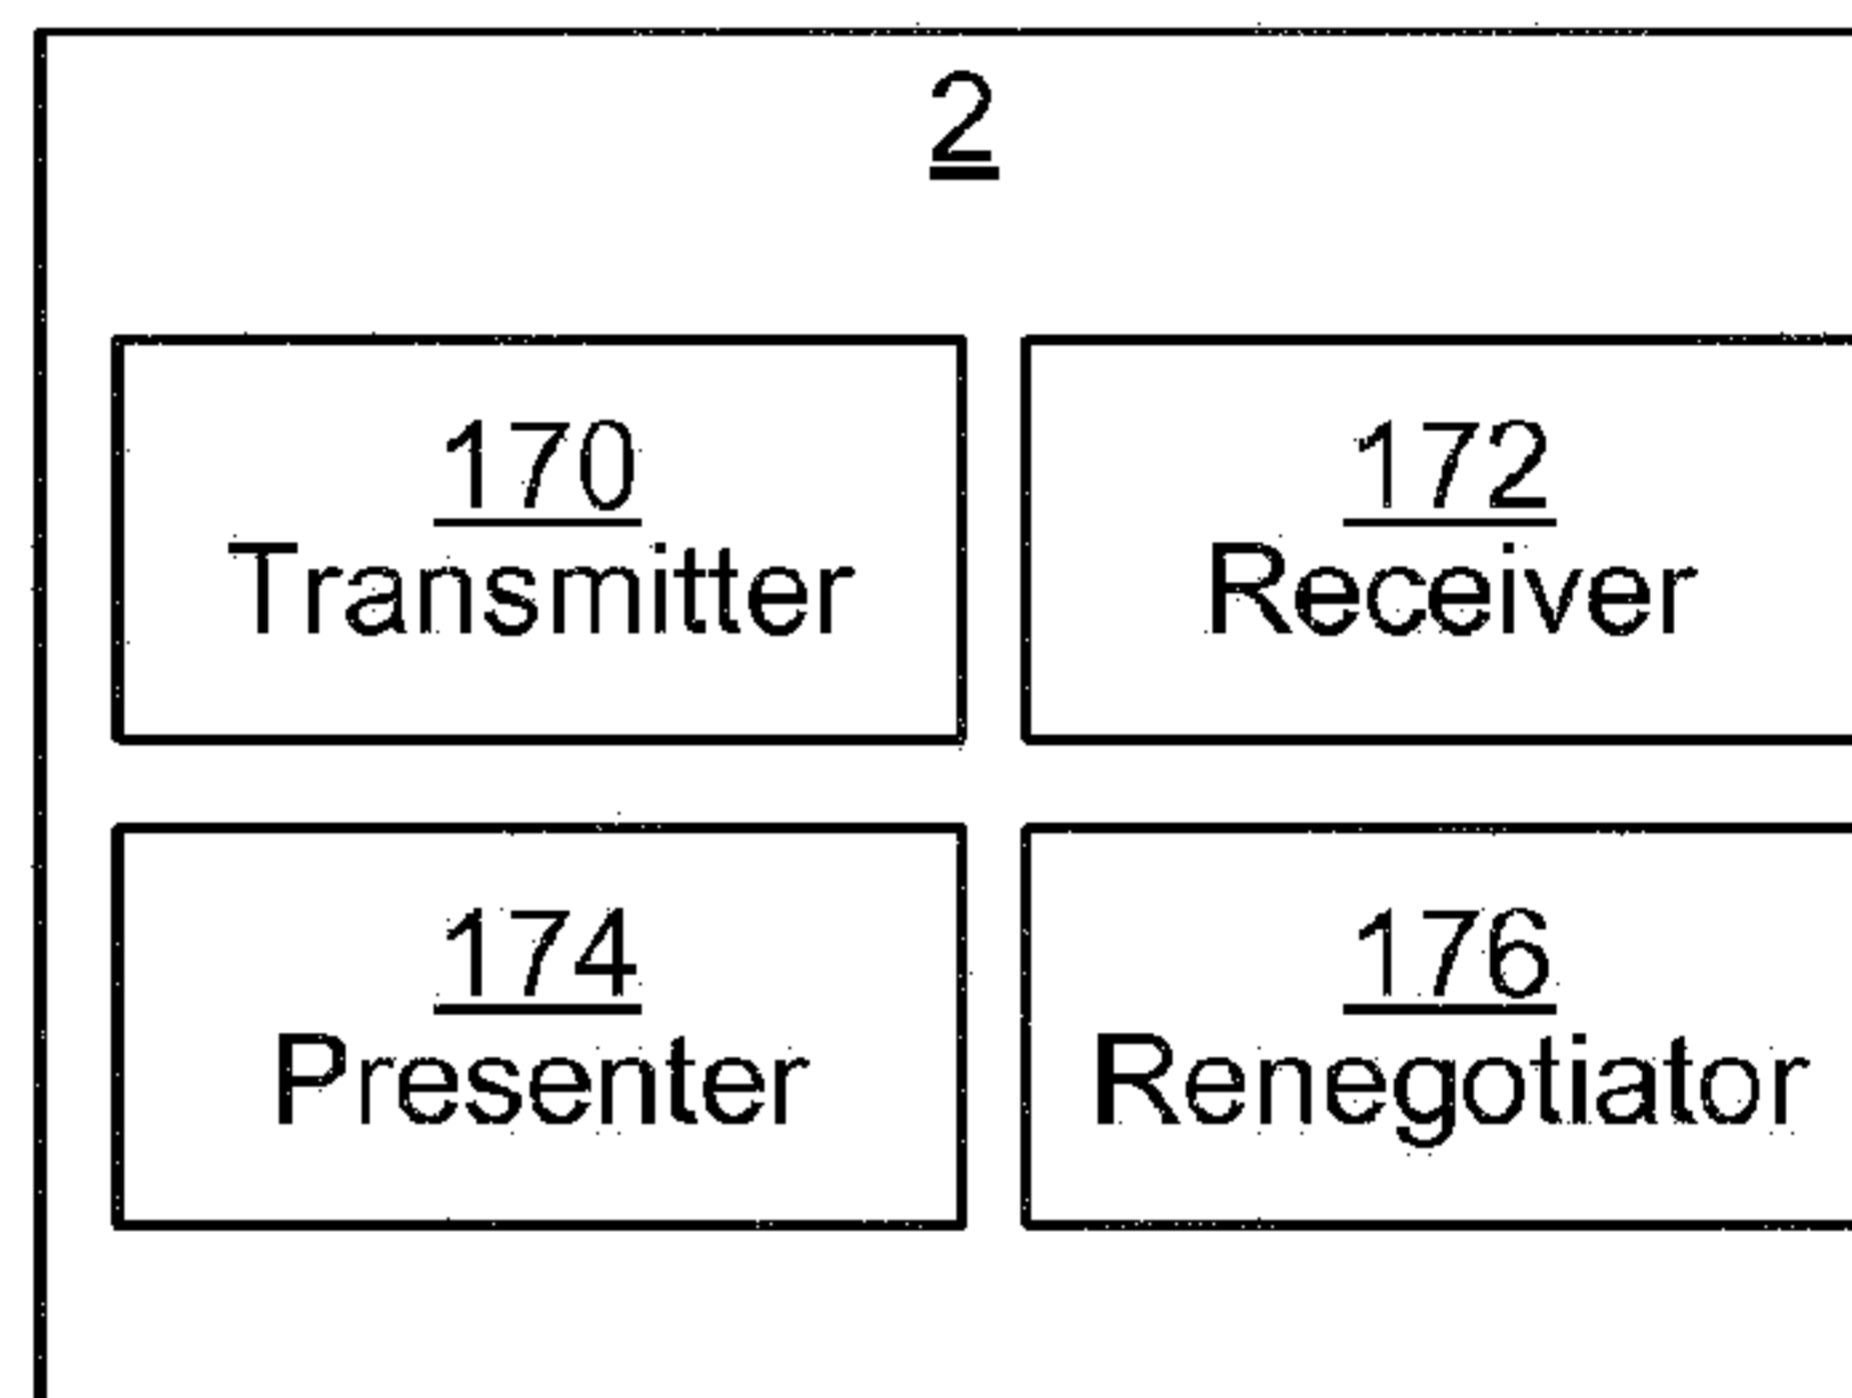 2
170
Transmitter
172
Receiver
174
Presenter
176
Renegotiator